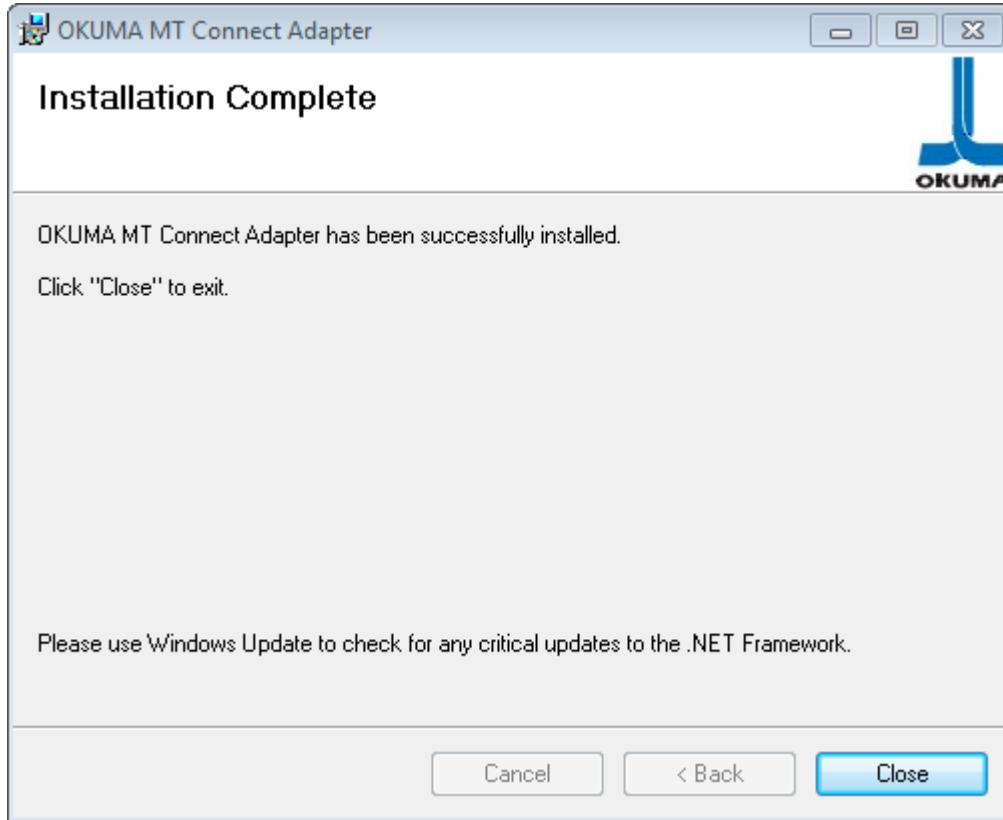 OKUMA MT Connect Adapter
Installation Complete
OKUMA
OKUMA MT Connect Adapter has been successfully installed.
Click "Close" to exit.
Please use Windows Update to check for any critical updates to the .NET Framework.
Cancel
< Back
Close